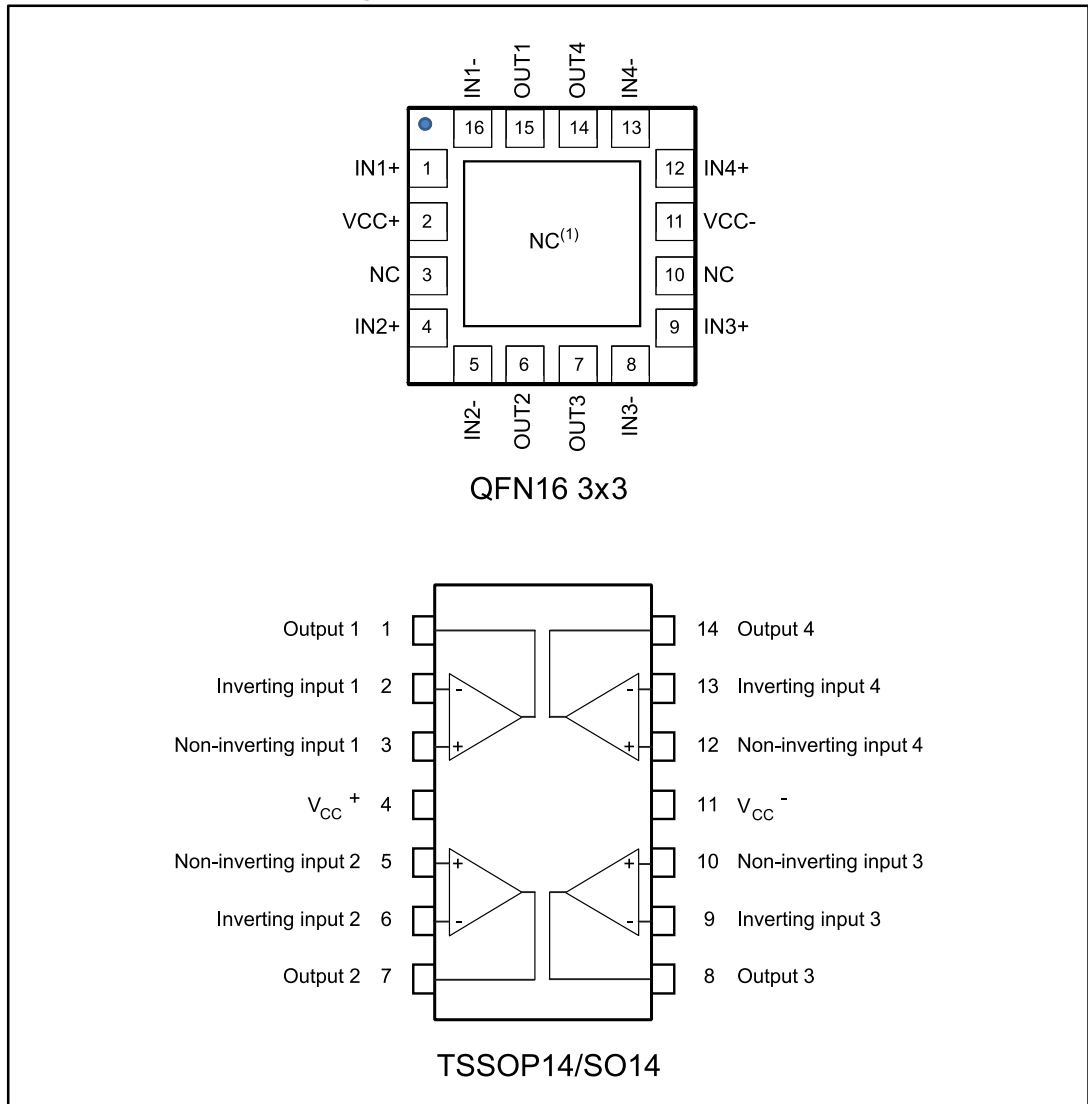 IN1- OUT1 OUT4 IN4-
16 15 14 13
IN1+ 1 12 IN4+
VCC+ 2 11 VCC-
NC(1)
NC 3 10 NC
IN2+ 4 9 IN3+
5 6 7 8
IN2- OUT2 OUT3 IN3-
QFN16 3x3
Output 1 1 14 Output 4
Inverting input 1 2 - - 13 Inverting input 4
Non-inverting input 1 3 + + 12 Non-inverting input 4
VCC + 4 11 VCC -
Non-inverting input 2 5 + + 10 Non-inverting input 3
Inverting input 2 6 - - 9 Inverting input 3
Output 2 7 8 Output 3
TSSOP14/SO14